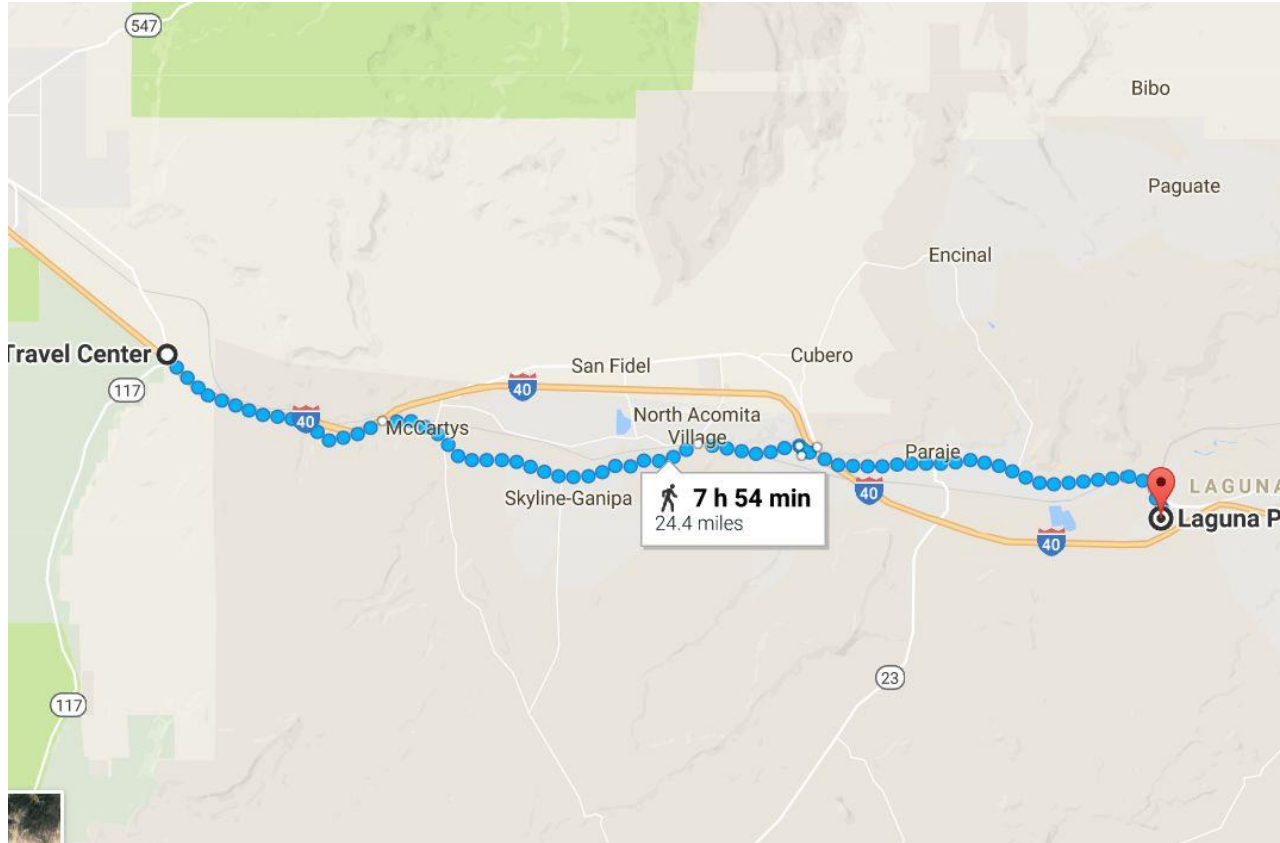 547
Bibo
Paguate
Encinal
Travel Center
117
San Fidel
Cubero
40
40
McCartys
North Acomita
Village
Paraje
Skyline-Ganipa
7 h 54 min
24.4 miles
40
LAGUNA
Laguna P
40
23
117